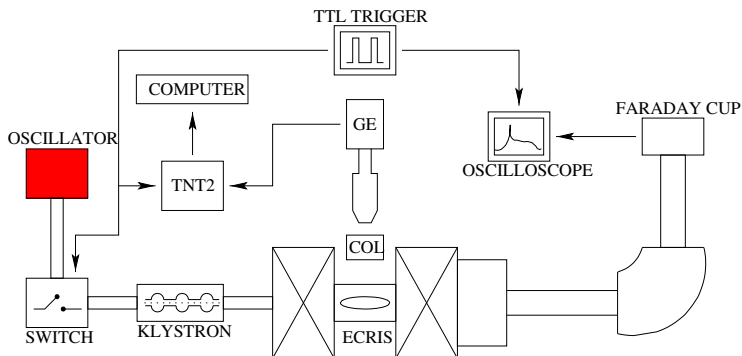 TTL TRIGGER
COMPUTER
GE
FARADAY CUP
OSCILLATOR
TNT2
OSCILLOSCOPE
COL
SWITCH
KLYSTRON
ECRIS